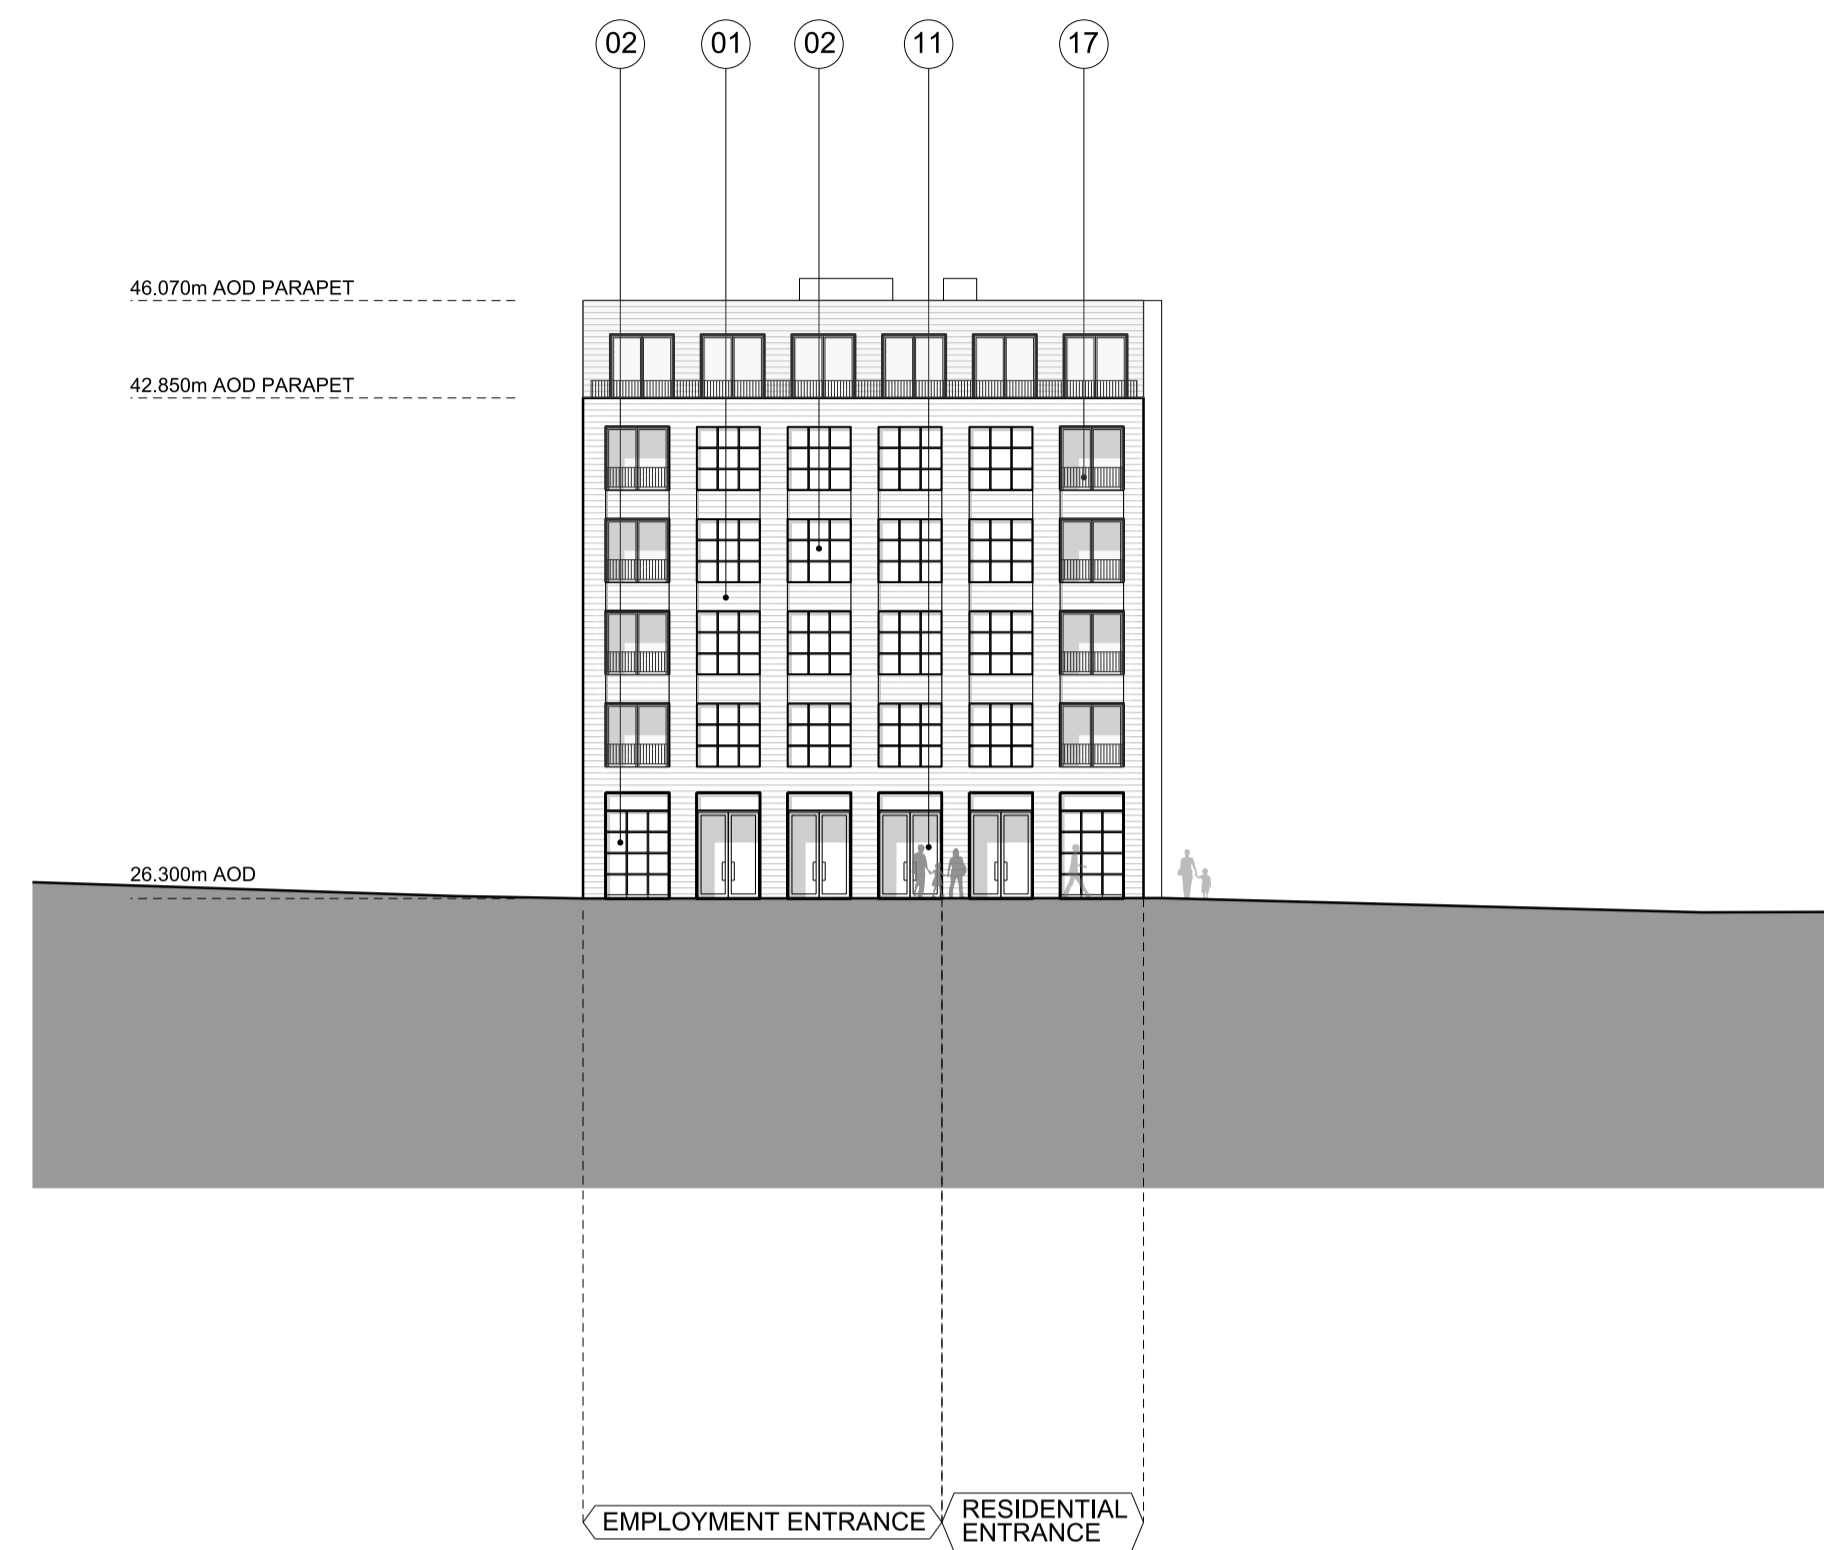 02 01 02 11 17
46.070m AOD PARAPET
42.850m AOD PARAPET
26.300m AOD
EMPLOYMENT ENTRANCE
RESIDENTIAL
ENTRANCE